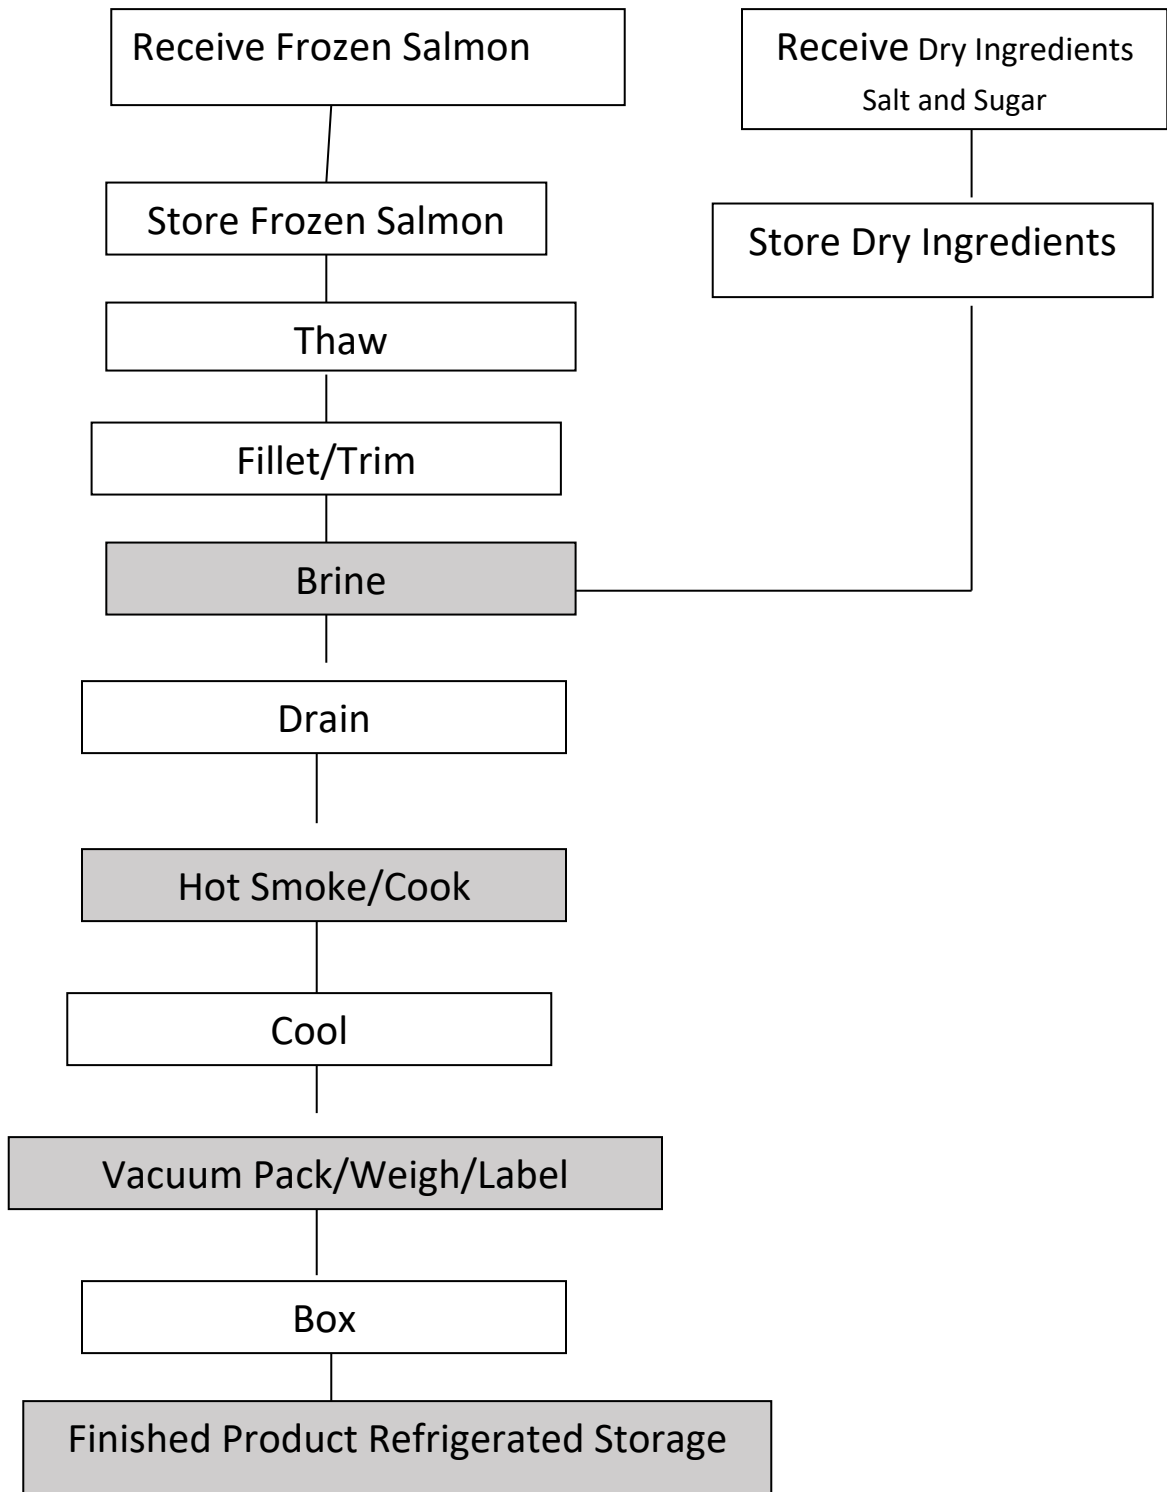 Receive Frozen Salmon
Receive Dry Ingredients
Salt and Sugar
Store Frozen Salmon
Store Dry Ingredients
Thaw
Fillet/Trim
Brine
Drain
Hot Smoke/Cook
Cool
Vacuum Pack/Weigh/Label
Box
Finished Product Refrigerated Storage